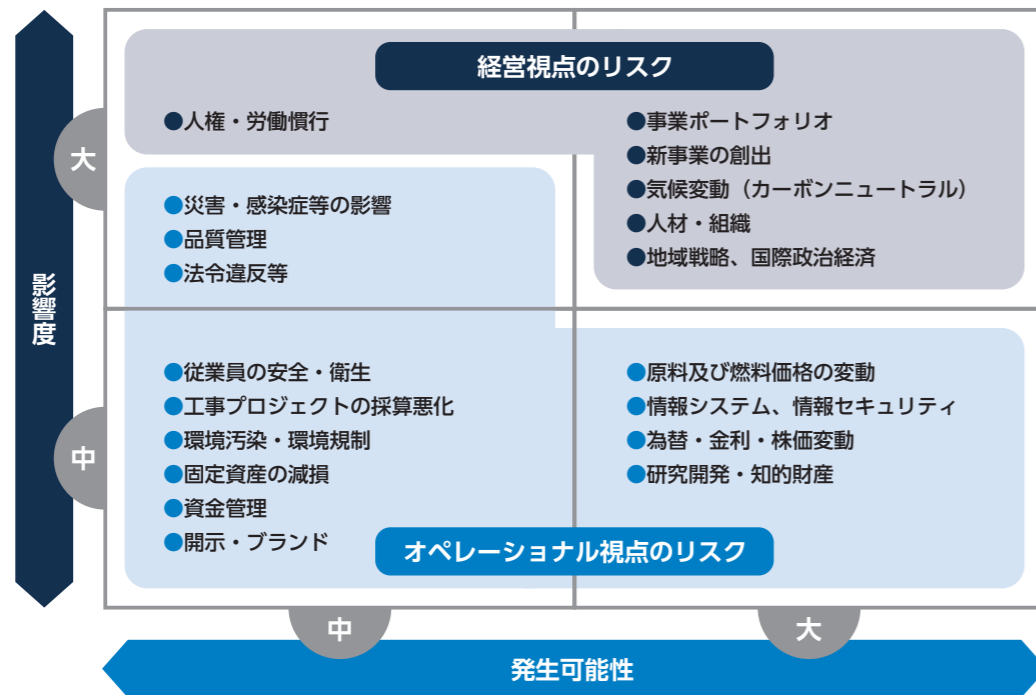 経営視点のリスク
●人権・労働慣行
●事業ポートフォリオ
●新事業の創出
●気候変動（カーボンニュートラル）
●人材・組織
●地域戦略、国際政治経済
大
●災害・感染症等の影響
●品質管理
●法令違反等
影響度
●従業員の安全・衛生
●工事プロジェクトの採算悪化
●環境汚染・環境規制
●固定資産の減損
●資金管理
●開示・ブランド
●原料及び燃料価格の変動
●情報システム、情報セキュリティ
●為替・金利・株価変動
●研究開発・知的財産
中
オペレーショナル視点のリスク
中
大
発生可能性